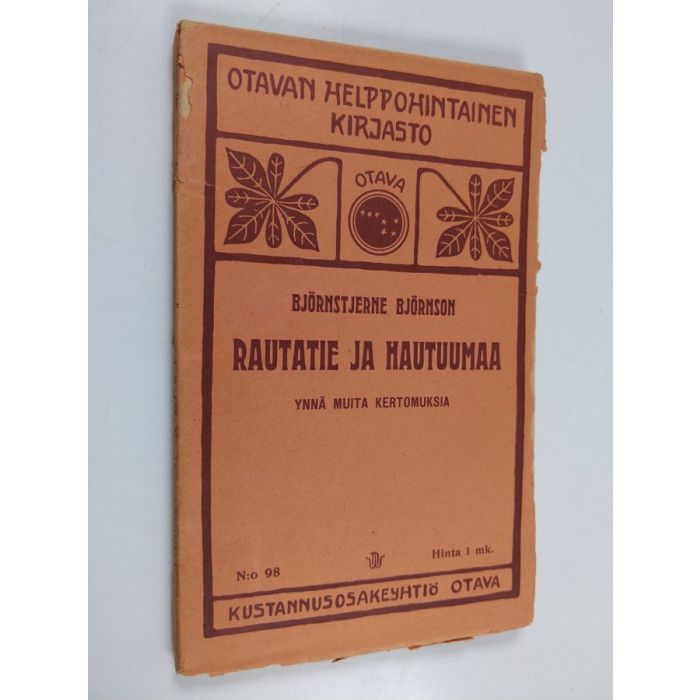 OTAVAN HELPPOHINTAINEN
KIRJASTO
OTAVA
BJÖRNSTJERNE BJÖRNSON
RAUTATIE JA HAUTUUMAA
YNNÄ MUITA KERTOMUKSIA
N:o 98
Hinta 1 mk.
KUSTANNUSOSAKEYHTIÖ OTAVA